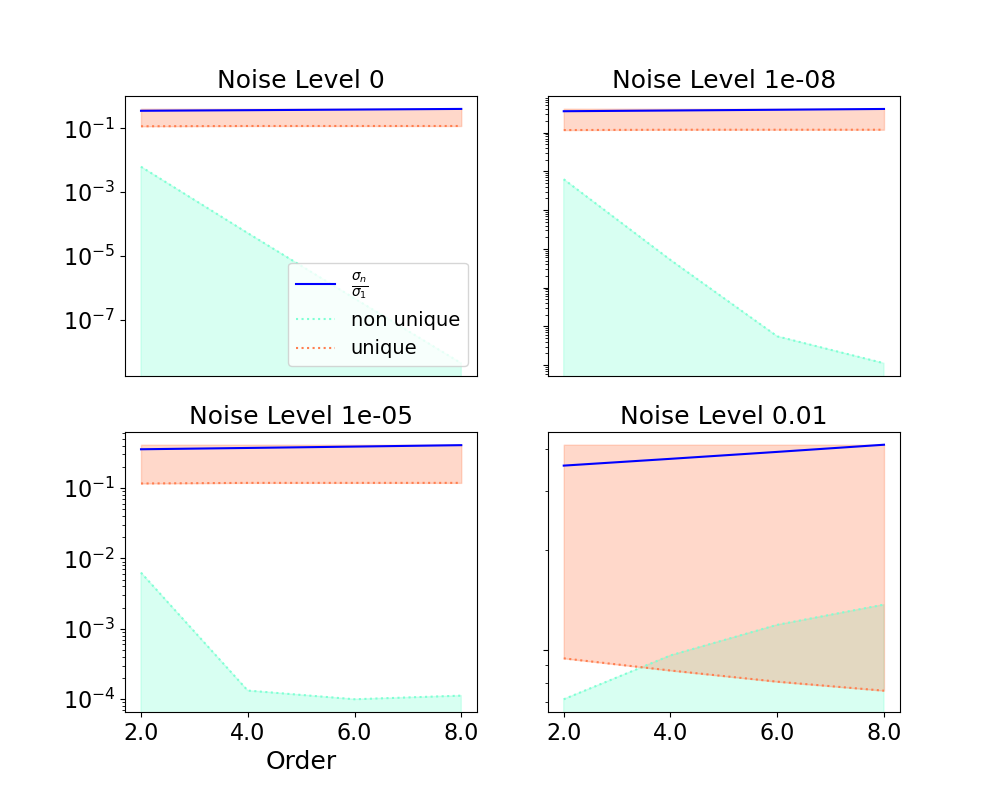 Noise Level 0
Noise Level 1e-08
10⁻¹
10⁻³
10⁻⁵
10⁻⁷
σₙ/σ₁
non unique
unique
Noise Level 1e-05
Noise Level 0.01
10⁻¹
10⁻²
10⁻³
10⁻⁴
2.0 4.0 6.0 8.0
2.0 4.0 6.0 8.0
Order